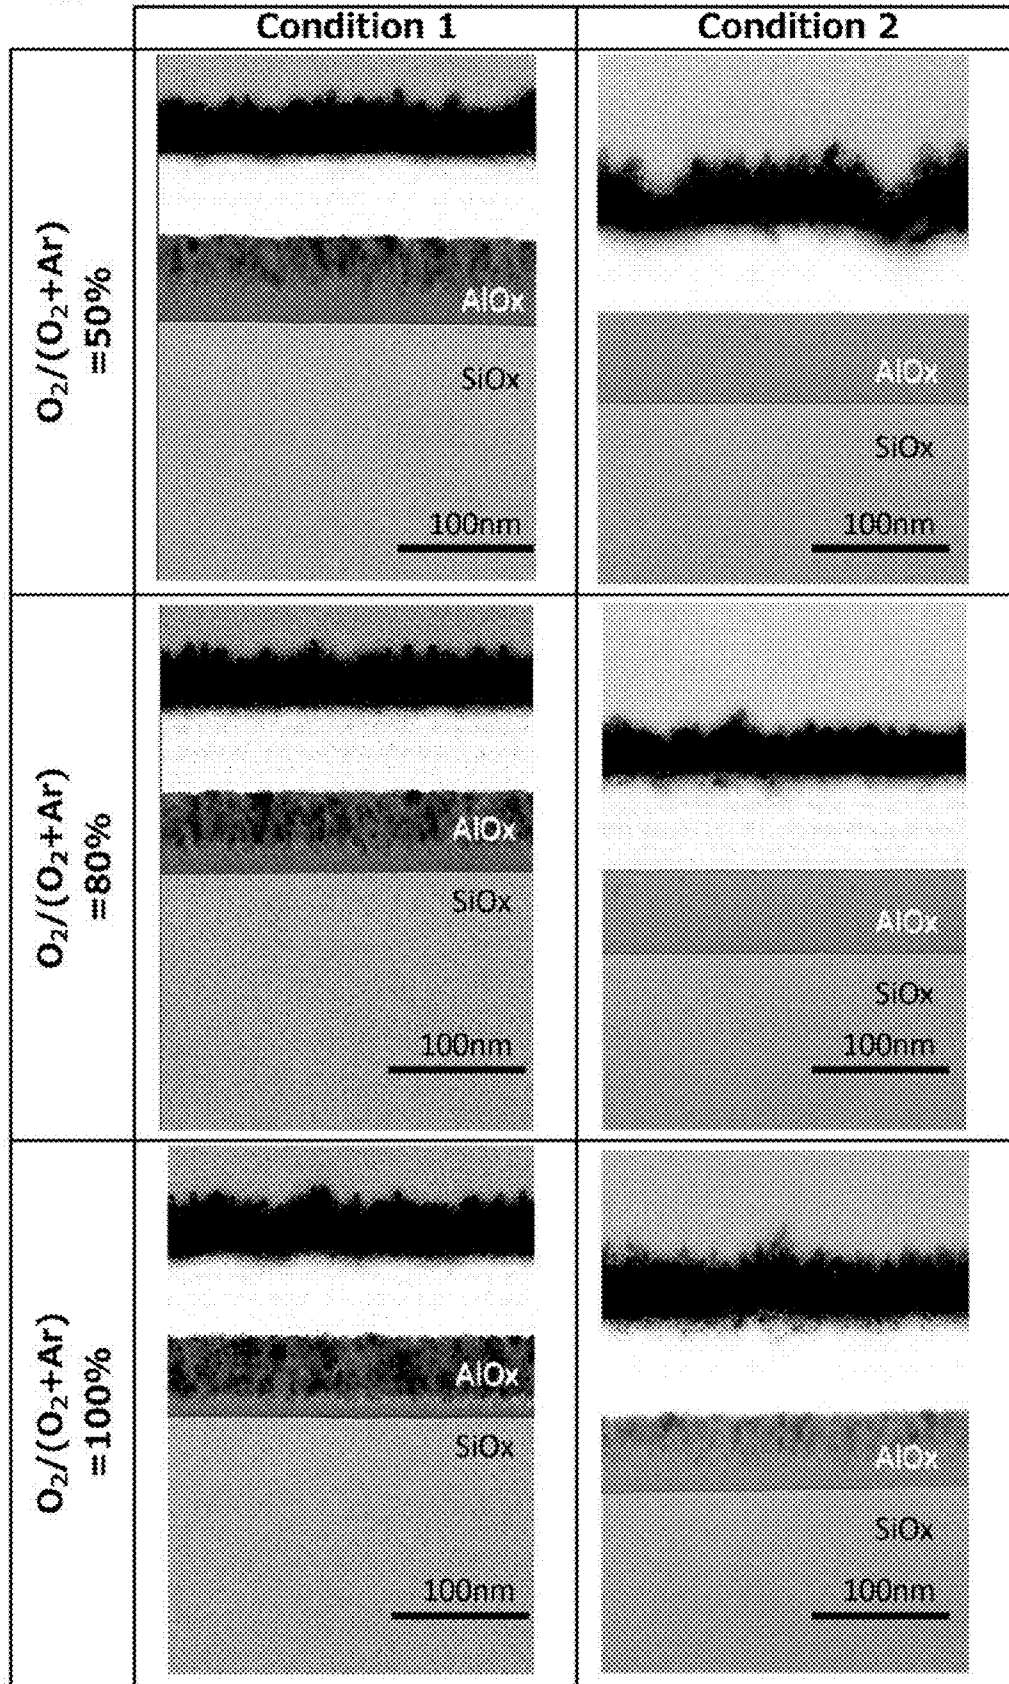 Condition 1
Condition 2
O₂/(O₂+Ar)
=50%
AlOx
SiOx
100nm
AlOx
SiOx
100nm
O₂/(O₂+Ar)
=80%
AlOx
SiOx
100nm
AlOx
SiOx
100nm
O₂/(O₂+Ar)
=100%
AlOx
SiOx
100nm
AlOx
SiOx
100nm